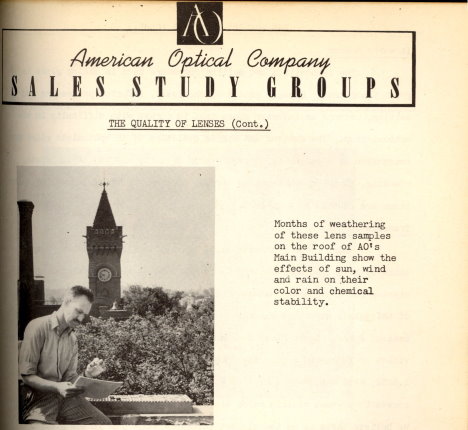 AO
American Optical Company
SALES STUDY GROUPS
THE QUALITY OF LENSES (Cont.)
Months of weathering
of these lens samples
on the roof of AO's
Main Building show the
effects of sun, wind
and rain on their
color and chemical
stability.